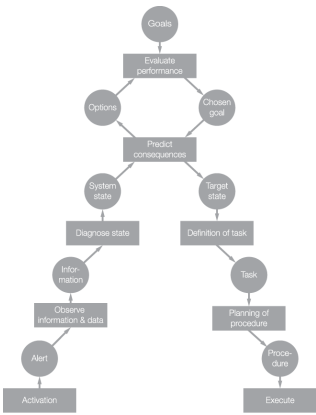 Goals
Evaluate
performance
Options
Chosen
goal
Predict
consequences
System
state
Target
state
Diagnose state
Definition of task
Infor-
mation
Task
Observe
information & data
Planning of
procedure
Alert
Proce-
dure
Activation
Execute